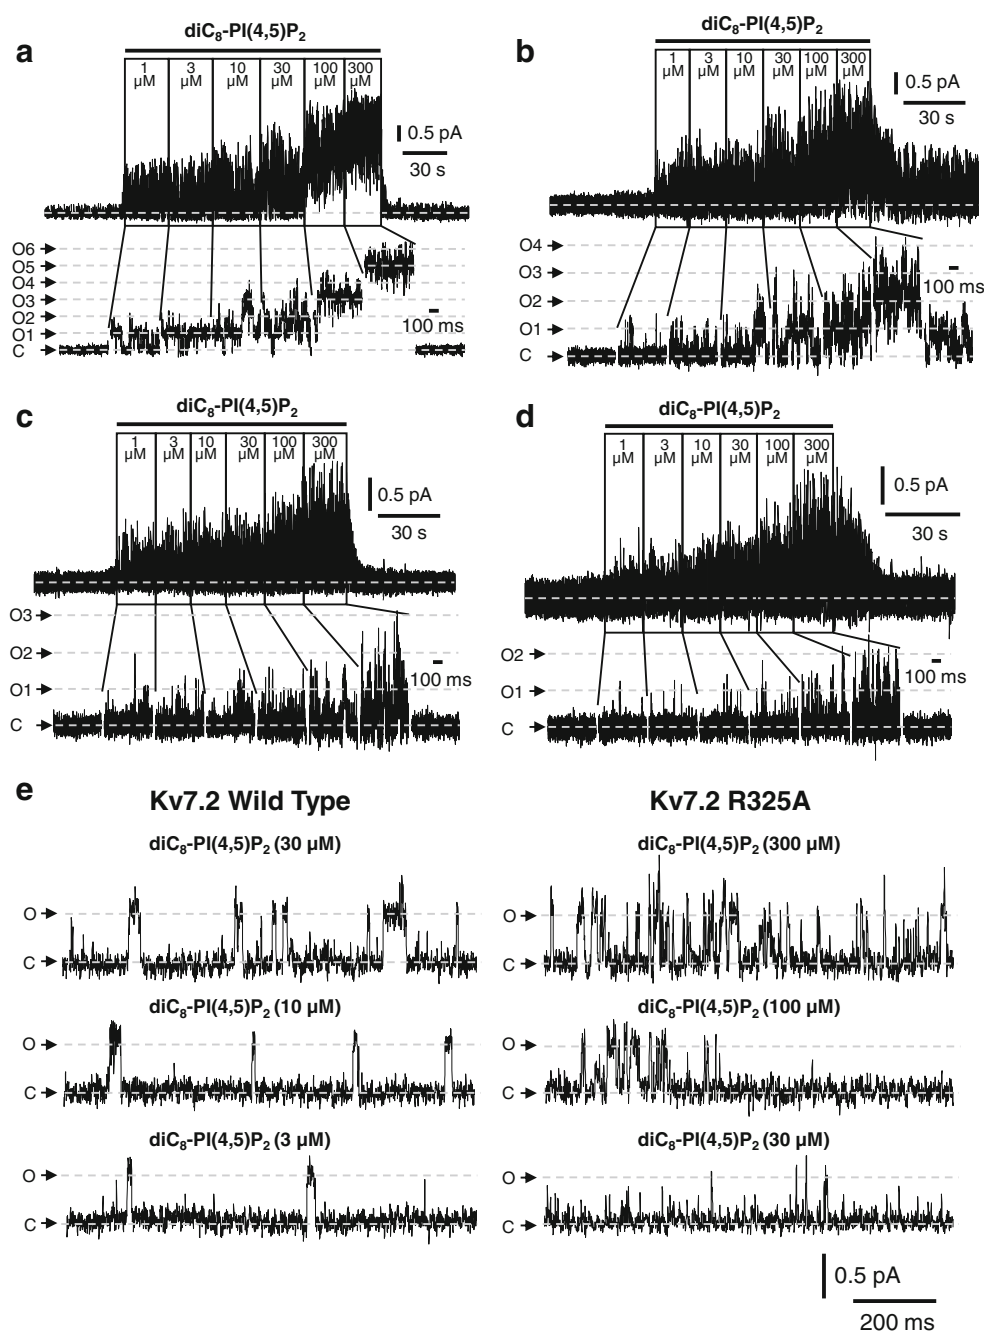 a
diC₈-PI(4,5)P₂
1 µM
3 µM
10 µM
30 µM
100 µM
300 µM
0.5 pA
30 s
O6
O5
O4
O3
O2
O1
C
100 ms
b
diC₈-PI(4,5)P₂
1 µM
3 µM
10 µM
30 µM
100 µM
300 µM
0.5 pA
30 s
O4
O3
O2
O1
C
100 ms
c
diC₈-PI(4,5)P₂
1 µM
3 µM
10 µM
30 µM
100 µM
300 µM
0.5 pA
30 s
O3
O2
O1
C
100 ms
d
diC₈-PI(4,5)P₂
1 µM
3 µM
10 µM
30 µM
100 µM
300 µM
0.5 pA
30 s
O2
O1
C
100 ms
e
Kv7.2 Wild Type
diC₈-PI(4,5)P₂ (30 µM)
O
C
diC₈-PI(4,5)P₂ (10 µM)
O
C
diC₈-PI(4,5)P₂ (3 µM)
O
C
Kv7.2 R325A
diC₈-PI(4,5)P₂ (300 µM)
O
C
diC₈-PI(4,5)P₂ (100 µM)
O
C
diC₈-PI(4,5)P₂ (30 µM)
O
C
0.5 pA
200 ms